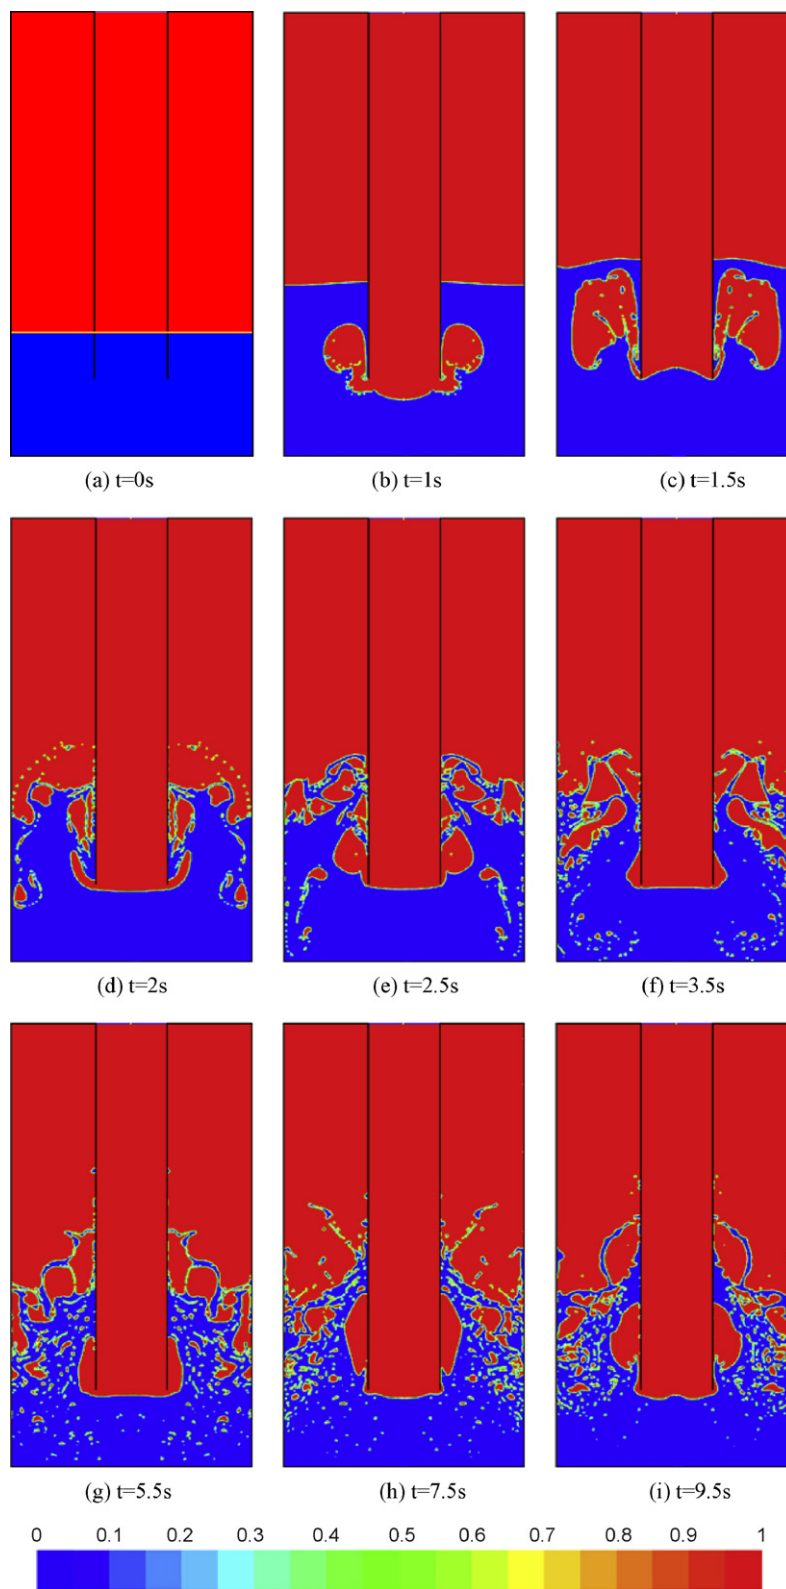 (a) t=0s
(b) t=1s
(c) t=1.5s
(d) t=2s
(e) t=2.5s
(f) t=3.5s
(g) t=5.5s
(h) t=7.5s
(i) t=9.5s
0 0.1 0.2 0.3 0.4 0.5 0.6 0.7 0.8 0.9 1